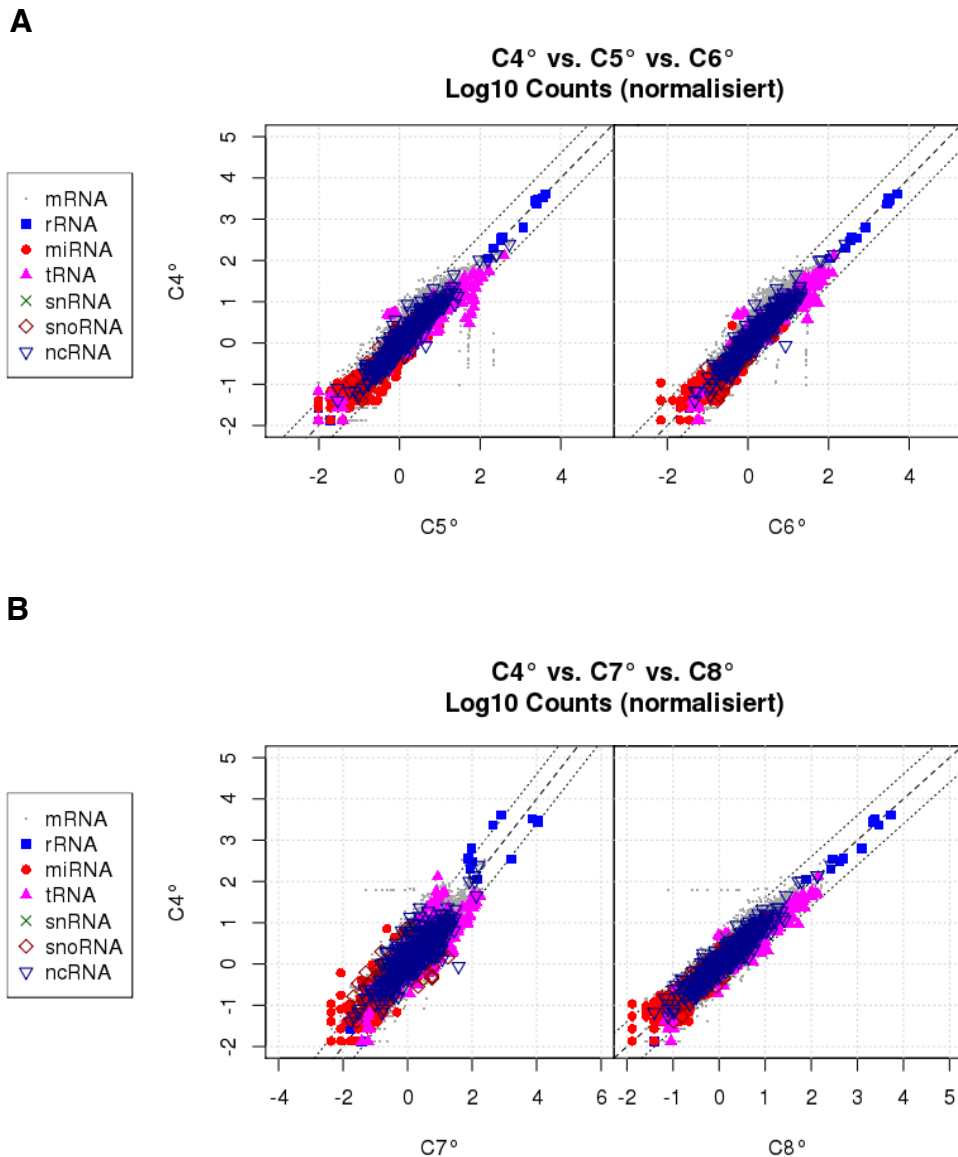 A
C4° vs. C5° vs. C6°
Log10 Counts (normalisiert)
mRNA
rRNA
miRNA
tRNA
snRNA
snoRNA
ncRNA
C4°
5
4
3
2
1
0
-1
-2
-2 0 2 4
-2 0 2 4
C5°
C6°
B
C4° vs. C7° vs. C8°
Log10 Counts (normalisiert)
mRNA
rRNA
miRNA
tRNA
snRNA
snoRNA
ncRNA
C4°
5
4
3
2
1
0
-1
-2
-4 -2 0 2 4 6
-2 -1 0 1 2 3 4 5
C7°
C8°